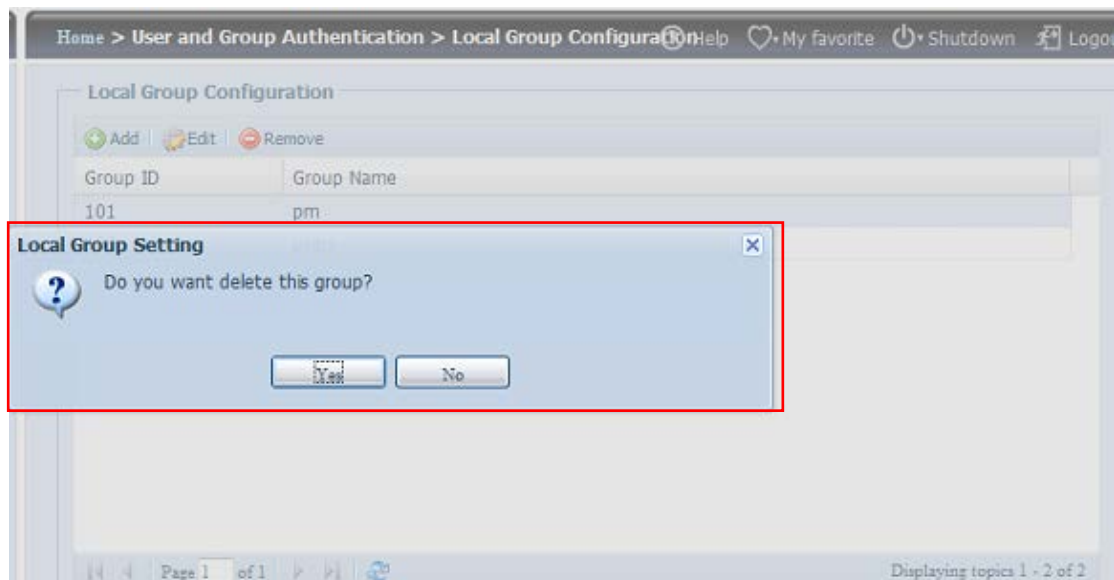 Home > User and Group Authentication > Local Group Configuration Help My favorite Shutdown Logou
Local Group Configuration
Add Edit Remove
Group ID Group Name
101 pm
Local Group Setting
Do you want delete this group?
Yes No
Page 1 of 1 Displaying topics 1 - 2 of 2